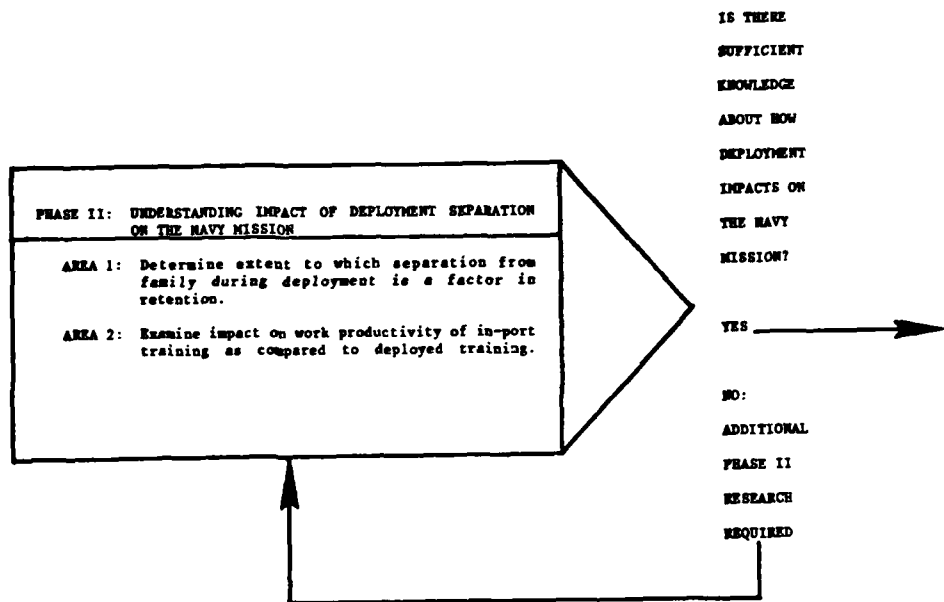 IS THERE
SUFFICIENT
KNOWLEDGE
ABOUT HOW
DEPLOYMENT
IMPACTS ON
THE NAVY
MISSION?
PHASE II: UNDERSTANDING IMPACT OF DEPLOYMENT SEPARATION
ON THE NAVY MISSION
AREA 1: Determine extent to which separation from
family during deployment is a factor in
retention.
AREA 2: Examine impact on work productivity of in-port
training as compared to deployed training.
YES
NO:
ADDITIONAL
PHASE II
RESEARCH
REQUIRED